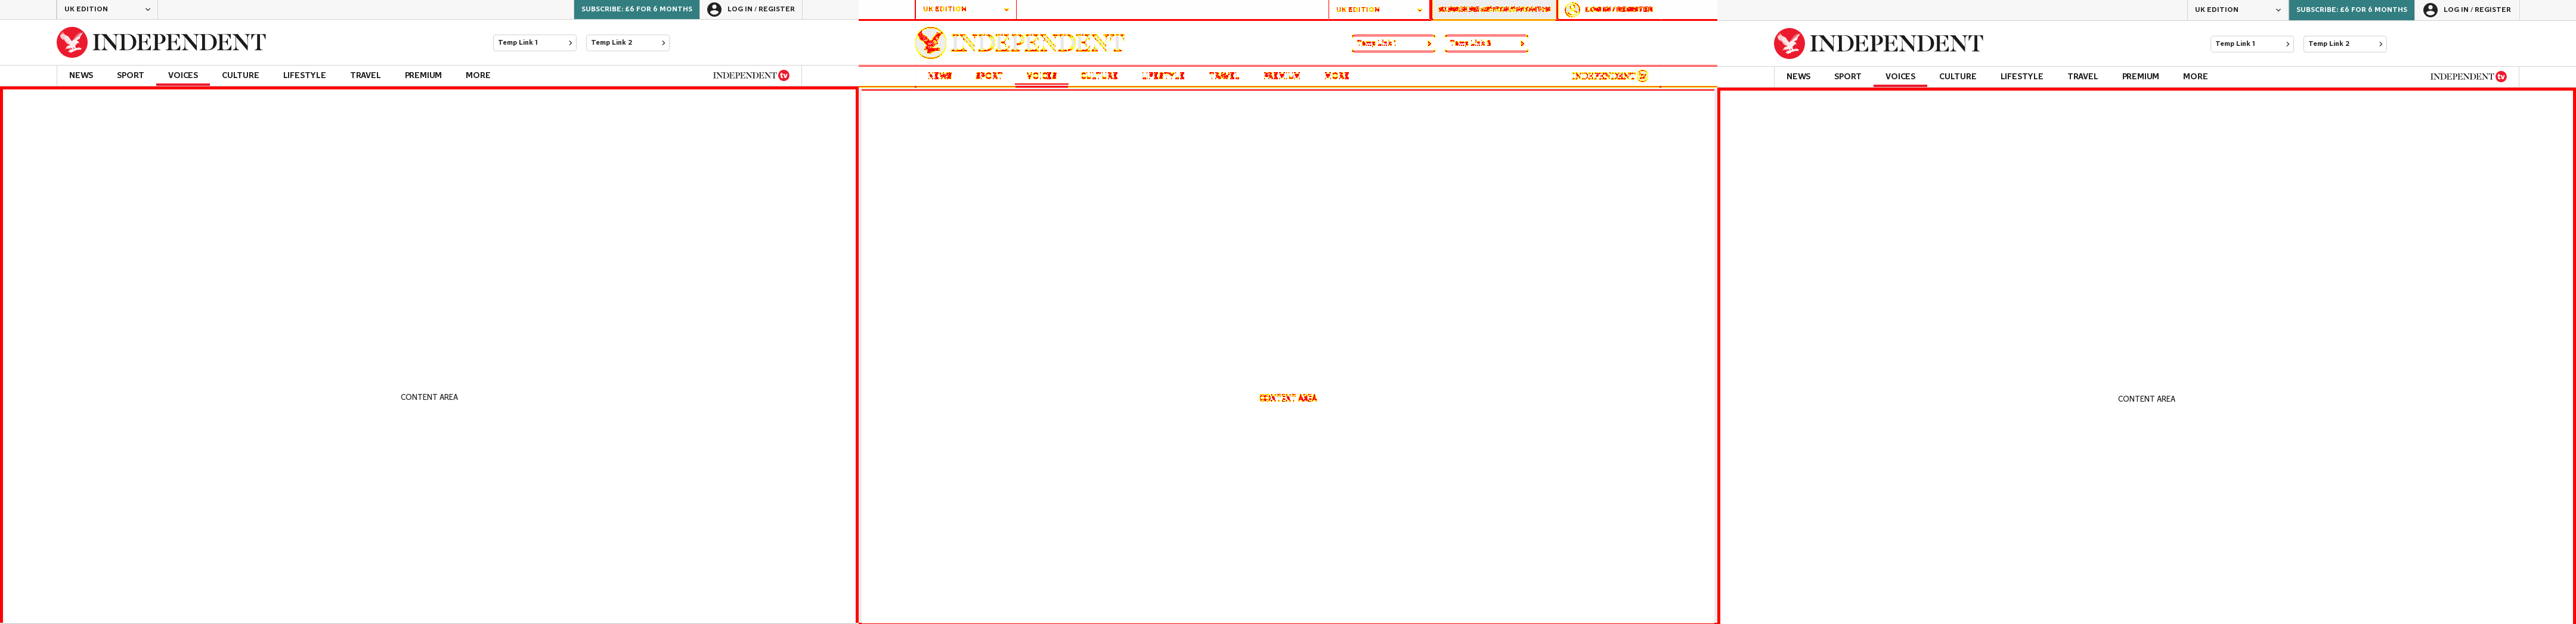 UK EDITION
SUBSCRIBE: £6 FOR 6 MONTHS
LOG IN / REGISTER
INDEPENDENT
Temp Link 1
Temp Link 2
NEWS SPORT VOICES CULTURE LIFESTYLE TRAVEL PREMIUM MORE
INDEPENDENT tv
CONTENT AREA
UK EDITION
UK EDITION
LOG IN / REGISTER
INDEPENDENT
Temp Link 1
Temp Link
NEWS SPORT VOICES CULTURE LIFESTYLE TRAVEL PREMIUM MORE
INDEPENDENT
CONTENT AREA
UK EDITION
SUBSCRIBE: £6 FOR 6 MONTHS
LOG IN / REGISTER
INDEPENDENT
Temp Link 1
Temp Link 2
NEWS SPORT VOICES CULTURE LIFESTYLE TRAVEL PREMIUM MORE
INDEPENDENT tv
CONTENT AREA